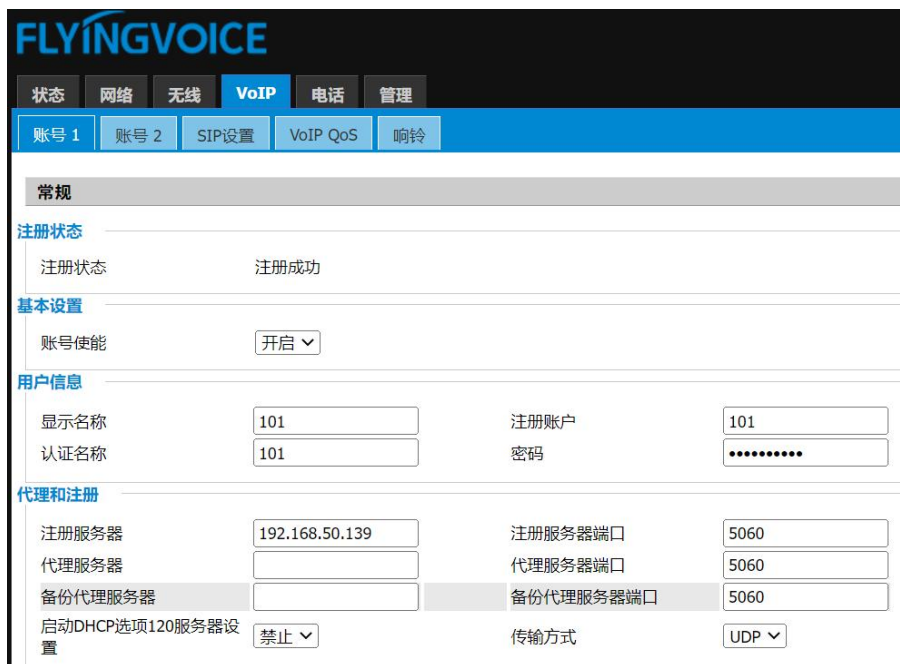 FLYINGVOICE
状态 网络 无线 VoIP 电话 管理
账号 1 账号 2 SIP设置 VoIP QoS 响铃
常规
注册状态
注册状态 注册成功
基本设置
账号使能 开启
用户信息
显示名称 101 注册账户 101
认证名称 101 密码 ••••••••••
代理和注册
注册服务器 192.168.50.139 注册服务器端口 5060
代理服务器 代理服务器端口 5060
备份代理服务器 备份代理服务器端口 5060
启动DHCP选项120服务器设
置 禁止 传输方式 UDP